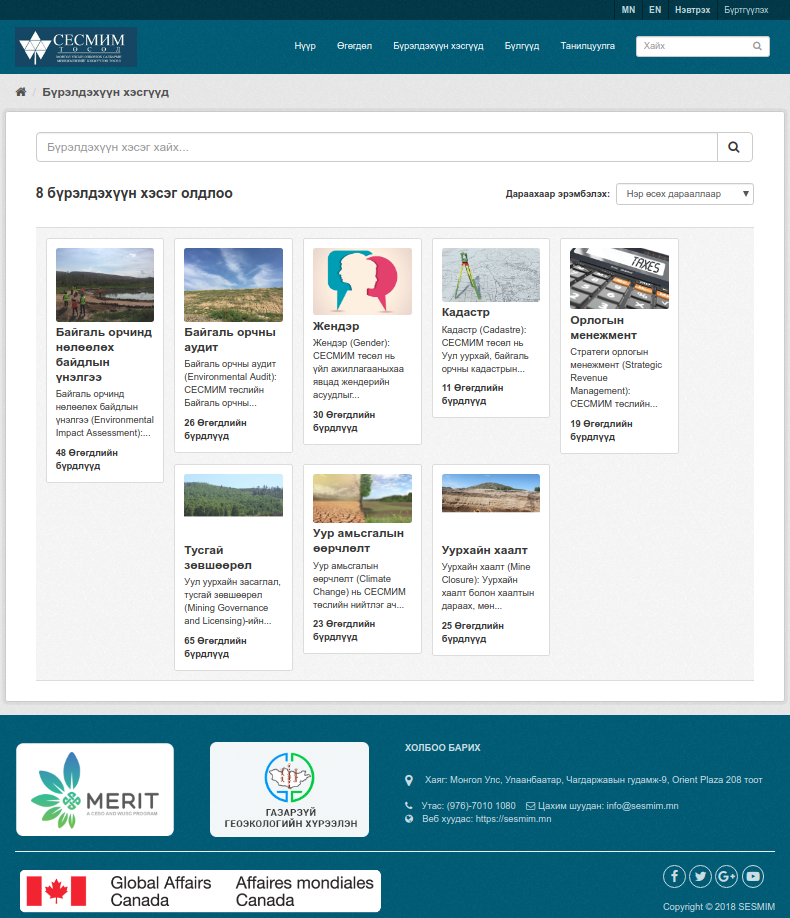 MN EN Нэвтрэх Бүртгүүлэх
СЕСМИМ
ТӨСӨЛ
Нүүр Өгөгдөл Бүрэлдэхүүн хэсгүүд Бүлгүүд Танилцуулга Хайх
/ Бүрэлдэхүүн хэсгүүд
Бүрэлдэхүүн хэсэг хайх...
8 бүрэлдэхүүн хэсэг олдлоо
Дараахаар эрэмбэлэх: Нэр өсөх дарааллаар
Байгаль орчинд
нөлөөлөх
байдлын
үнэлгээ
Байгаль орчинд
нөлөөлөх байдлын
үнэлгээ (Environmental
Impact Assessment):...
48 Өгөгдлийн
бүрдлүүд
Байгаль орчны
аудит
Байгаль орчны аудит
(Environmental Audit):
СЕСМИМ төслийн
Байгаль орчны...
26 Өгөгдлийн
бүрдлүүд
Жендэр
Жендэр (Gender):
СЕСМИМ төсөл нь
үйл ажиллагааныхаа
явцад жендерийн
асуудлыг...
30 Өгөгдлийн
бүрдлүүд
Кадастр
Кадастр (Cadastre):
СЕСМИМ төсөл нь
Уул уурхай, байгаль
орчны кадастрын...
11 Өгөгдлийн
бүрдлүүд
TAXES
Орлогын
менежмент
Стратеги орлогын
менежмент (Strategic
Revenue
Management):
СЕСМИМ төслийн...
19 Өгөгдлийн
бүрдлүүд
Тусгай
зөвшөөрөл
Уул уурхайн засаглал,
тусгай зөвшөөрөл
(Mining Governance
and Licensing)-ийн...
65 Өгөгдлийн
бүрдлүүд
Уур амьсгалын
өөрчлөлт
Уур амьсгалын
өөрчлөлт (Climate
Change) нь СЕСМИМ
төслийн нийтлэг ач...
23 Өгөгдлийн
бүрдлүүд
Уурхайн хаалт
Уурхайн хаалт (Mine
Closure): Уурхайн
хаалт болон хаалтын
дараах, мөн...
25 Өгөгдлийн
бүрдлүүд
MERIT
A CESO AND WUSC PROGRAM
ГАЗАРЗҮЙ
ГЕОЭКОЛОГИЙН ХҮРЭЭЛЭН
ХОЛБОО БАРИХ
Хаяг: Монгол Улс, Улаанбаатар, Чагдаржавын гудамж-9, Orient Plaza 208 тоот
Утас: (976)-7010 1080 Цахим шуудан: info@sesmim.mn
Веб хуудас: https://sesmim.mn
Global Affairs Affaires mondiales
Canada Canada
Copyright © 2018 SESMIM